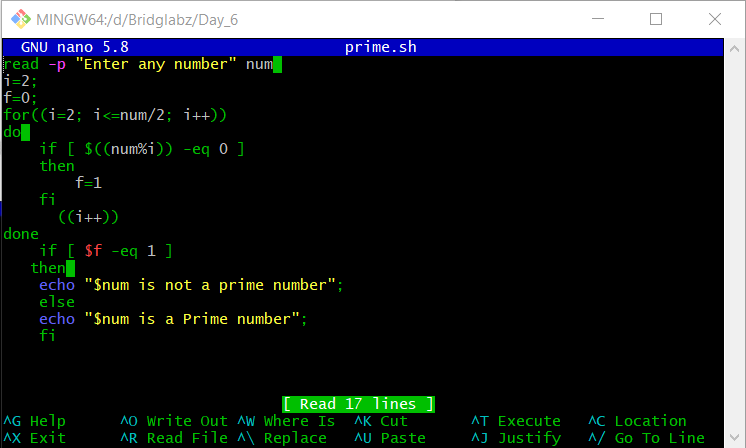 MINGW64:/d/Bridglabz/Day_6
GNU nano 5.8 prime.sh
read -p "Enter any number" num
i=2;
f=0;
for((i=2; i<=num/2; i++))
do
if [ $((num%i)) -eq 0 ]
then
f=1
fi
((i++))
done
if [ $f -eq 1 ]
then
echo "$num is not a prime number";
else
echo "$num is a Prime number";
fi
[ Read 17 lines ]
^G Help ^O Write Out ^W Where Is ^K Cut ^T Execute ^C Location
^X Exit ^R Read File ^\ Replace ^U Paste ^J Justify ^/ Go To Line